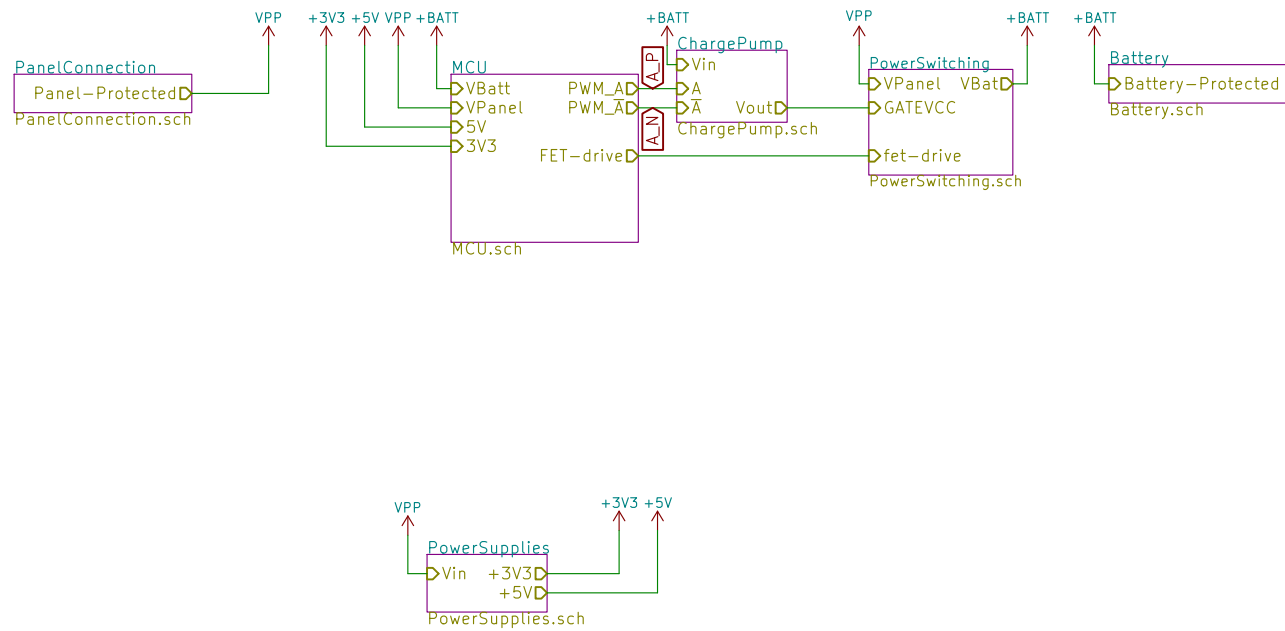 VPP
+3V3 +5V VPP +BATT
+BATT
VPP
+BATT
+BATT
PanelConnection
Panel-Protected
PanelConnection.sch
MCU
VBatt
VPanel
5V
3V3
PWM_A
PWM_A̅
FET-drive
MCU.sch
A_P
A_N
ChargePump
Vin
A
A̅
Vout
ChargePump.sch
PowerSwitching
VPanel
GATEVCC
fet-drive
VBat
PowerSwitching.sch
Battery
Battery-Protected
Battery.sch
VPP
+3V3 +5V
PowerSupplies
Vin
+3V3
+5V
PowerSupplies.sch